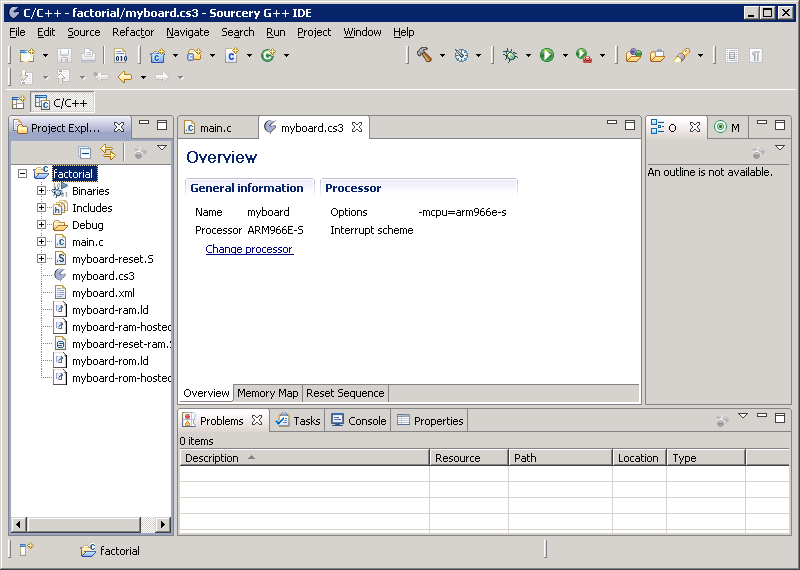 C/C++ - factorial/myboard.cs3 - Sourcery G++ IDE
File Edit Source Refactor Navigate Search Run Project Window Help
C/C++
Project Expl...
main.c
myboard.cs3
O
M
factorial
Binaries
Includes
Debug
main.c
myboard-reset.S
myboard.cs3
myboard.xml
myboard-ram.ld
myboard-ram-hosted
myboard-reset-ram.S
myboard-rom.ld
myboard-rom-hosted
Overview
General information
Name myboard
Processor ARM966E-S
Change processor
Processor
Options -mcpu=arm966e-s
Interrupt scheme
Overview Memory Map Reset Sequence
An outline is not available.
Problems Tasks Console Properties
0 items
Description Resource Path Location Type
factorial